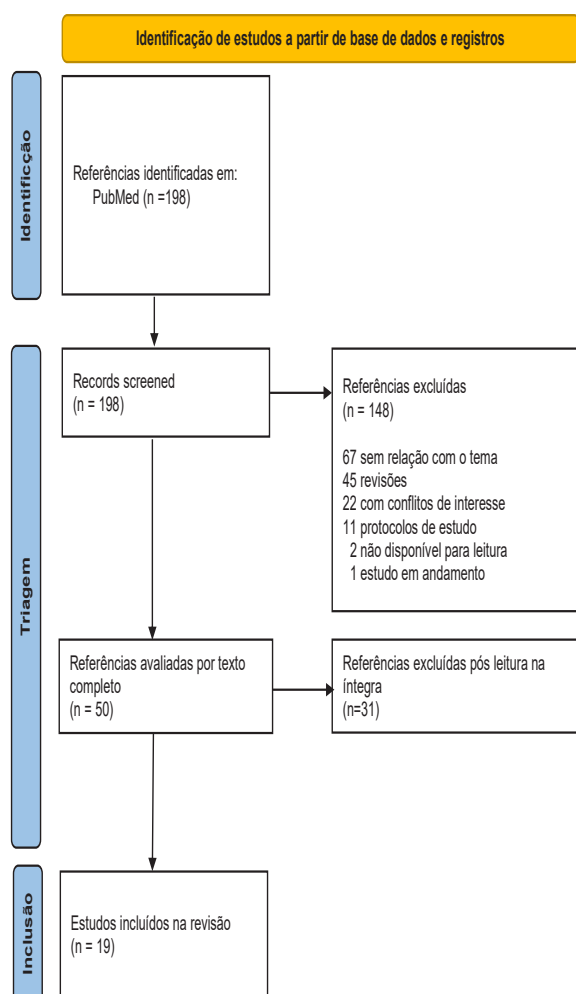 Identificação de estudos a partir de base de dados e registros
Identificção
Referências identificadas em:
PubMed (n =198)
Triagem
Records screened
(n = 198)
Referências excluídas
(n = 148)
67 sem relação com o tema
45 revisões
22 com conflitos de interesse
11 protocolos de estudo
2 não disponível para leitura
1 estudo em andamento
Referências avaliadas por texto
completo
(n = 50)
Referências excluídas pós leitura na
íntegra
(n=31)
Inclusão
Estudos incluídos na revisão
(n = 19)